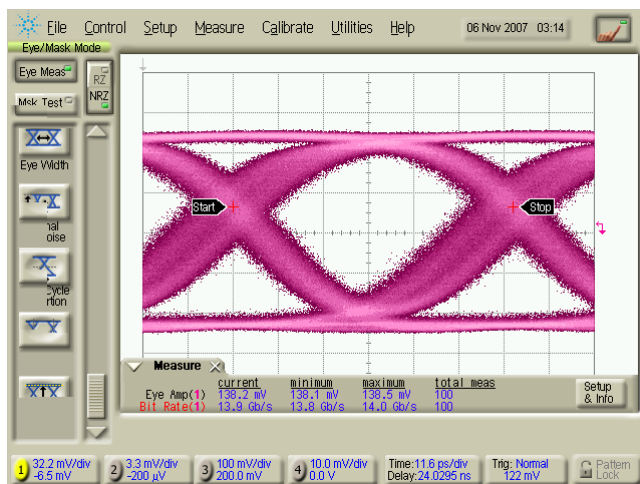 File Control Setup Measure Calibrate Utilities Help 06 Nov 2007 03:14
Eye/Mask Mode
Eye Meas
RZ
NRZ
Msk Test
Eye Width
nal
oise
Cycle
rtion
Start
Stop
Measure
current minimum maximum total meas
Eye Amp(1) 138.2 mV 138.1 mV 138.5 mV 100
Bit Rate(1) 13.9 Gb/s 13.8 Gb/s 14.0 Gb/s 100
Setup
& Info
1 32.2 mV/div
-6.5 mV
2 3.3 mV/div
-200 µV
3 100 mV/div
200.0 mV
4 10.0 mV/div
0.0 V
Time:11.6 ps/div
Delay:24.0295 ns
Trig: Normal
122 mV
Pattern
Lock